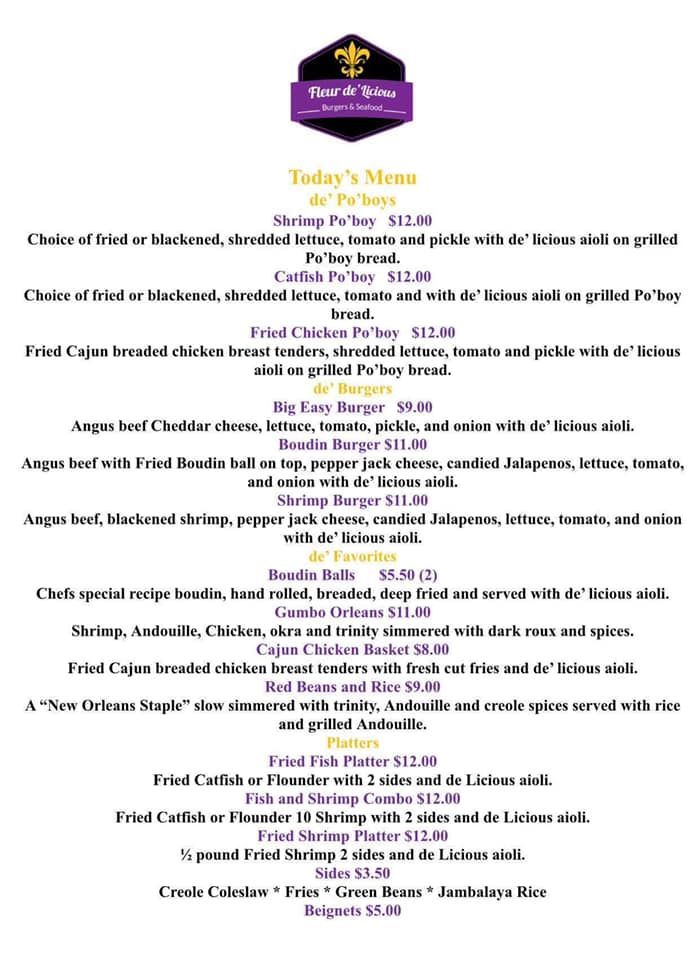 Fleur de'Licious
Burgers & Seafood
Today's Menu
de' Po'boys
Shrimp Po'boy $12.00
Choice of fried or blackened, shredded lettuce, tomato and pickle with de' licious aioli on grilled
Po'boy bread.
Catfish Po'boy $12.00
Choice of fried or blackened, shredded lettuce, tomato and with de' licious aioli on grilled Po'boy
bread.
Fried Chicken Po'boy $12.00
Fried Cajun breaded chicken breast tenders, shredded lettuce, tomato and pickle with de' licious
aioli on grilled Po'boy bread.
de' Burgers
Big Easy Burger $9.00
Angus beef Cheddar cheese, lettuce, tomato, pickle, and onion with de' licious aioli.
Boudin Burger $11.00
Angus beef with Fried Boudin ball on top, pepper jack cheese, candied Jalapenos, lettuce, tomato,
and onion with de' licious aioli.
Shrimp Burger $11.00
Angus beef, blackened shrimp, pepper jack cheese, candied Jalapenos, lettuce, tomato, and onion
with de' licious aioli.
de' Favorites
Boudin Balls $5.50 (2)
Chefs special recipe boudin, hand rolled, breaded, deep fried and served with de' licious aioli.
Gumbo Orleans $11.00
Shrimp, Andouille, Chicken, okra and trinity simmered with dark roux and spices.
Cajun Chicken Basket $8.00
Fried Cajun breaded chicken breast tenders with fresh cut fries and de' licious aioli.
Red Beans and Rice $9.00
A "New Orleans Staple" slow simmered with trinity, Andouille and creole spices served with rice
and grilled Andouille.
Platters
Fried Fish Platter $12.00
Fried Catfish or Flounder with 2 sides and de Licious aioli.
Fish and Shrimp Combo $12.00
Fried Catfish or Flounder 10 Shrimp with 2 sides and de Licious aioli.
Fried Shrimp Platter $12.00
½ pound Fried Shrimp 2 sides and de Licious aioli.
Sides $3.50
Creole Coleslaw * Fries * Green Beans * Jambalaya Rice
Beignets $5.00